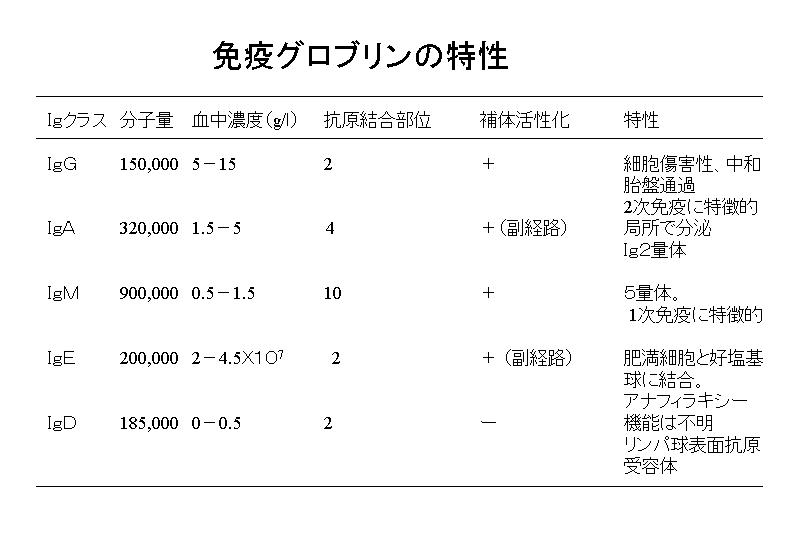 免疫グロブリンの特性
Igクラス 分子量 血中濃度(g/l) 抗原結合部位 補体活性化 特性
IgG 150,000 5－15 2 ＋ 細胞傷害性、中和
胎盤通過
2次免疫に特徴的
IgA 320,000 1.5－5 4 ＋(副経路) 局所で分泌
Ig2量体
IgM 900,000 0.5－1.5 10 ＋ 5量体。
1次免疫に特徴的
IgE 200,000 2－4.5X10⁷ 2 ＋ (副経路) 肥満細胞と好塩基
球に結合。
アナフィラキシー
IgD 185,000 0－0.5 2 － 機能は不明
リンパ球表面抗原
受容体